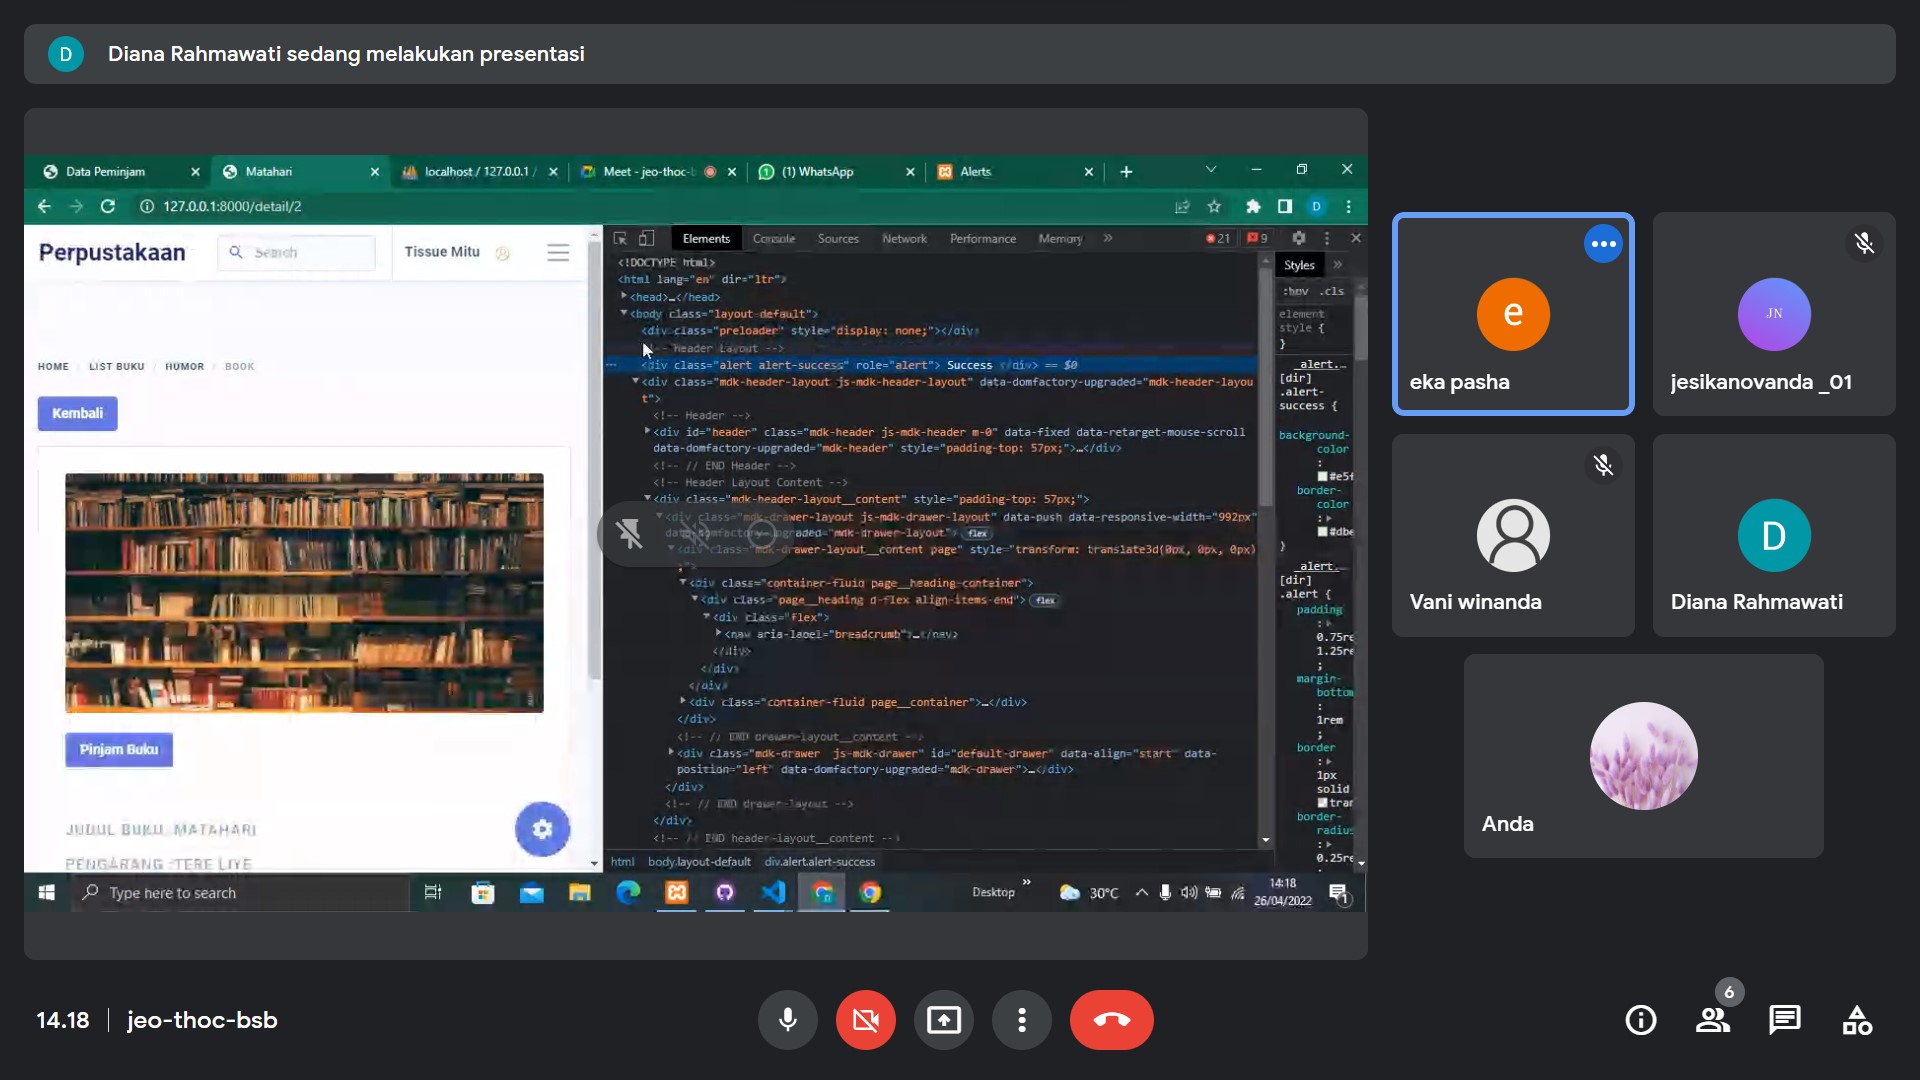 D Diana Rahmawati sedang melakukan presentasi
Data Peminjam
Matahari
localhost / 127.0.0.1 /
Meet - jeo-thoc-b
(1) WhatsApp
Alerts
127.0.0.1:8000/detail/2
D
Perpustakaan
Search
Tissue Mitu
HOME / LIST BUKU / HUMOR / BOOK
Kembali
Pinjam Buku
JUDUL BUKU: MATAHARI
PENGARANG :TERE LIYE
Elements Console Sources Network Performance Memory » 21 9
<!DOCTYPE html>
<html lang="en" dir="ltr">
<head>…</head>
<body class="layout-default">
<div class="preloader" style="display: none;"></div>
<!-- Header Layout -->
<div class="alert alert-success" role="alert"> Success </div> == $0
<div class="mdk-header-layout js-mdk-header-layout" data-domfactory-upgraded="mdk-header-layou
t">
<!-- Header -->
<div id="header" class="mdk-header js-mdk-header m-0" data-fixed data-retarget-mouse-scroll
data-domfactory-upgraded="mdk-header" style="padding-top: 57px;">…</div>
<!-- // END Header -->
<!-- Header Layout Content -->
<div class="mdk-header-layout__content" style="padding-top: 57px;">
<div class="mdk-drawer-layout js-mdk-drawer-layout" data-push data-responsive-width="992px"
data-domfactory-upgraded="mdk-drawer-layout"> flex
<div class="mdk-drawer-layout__content page" style="transform: translate3d(0px, 0px, 0px)
;">
<div class="container-fluid page__heading-container">
<div class="page__heading d-flex align-items-end"> flex
<div class="flex">
<nav aria-label="breadcrumb">…</nav>
</div>
</div>
</div>
<div class="container-fluid page__container">…</div>
</div>
<!-- // END drawer-layout__content -->
<div class="mdk-drawer js-mdk-drawer" id="default-drawer" data-align="start" data-
position="left" data-domfactory-upgraded="mdk-drawer">…</div>
</div>
<!-- // END drawer-layout -->
</div>
<!-- // END header-layout__content -->
html body.layout-default div.alert.alert-success
Styles »
:hov .cls
element
style {
}
.alert.…
[dir]
.alert-
success {
background-
color
:
#e5f
border-
color
:
#dbe
}
.alert.…
[dir]
.alert {
padding
:
0.75re
1.25re
;
margin-
bottom
:
1rem
;
border
:
1px
solid
tran
border-
radius
:
0.25re
Type here to search
Desktop »
30°C
14:18
26/04/2022
1
e
eka pasha
JN
jesikanovanda _01
Vani winanda
D
Diana Rahmawati
Anda
14.18 | jeo-thoc-bsb
6